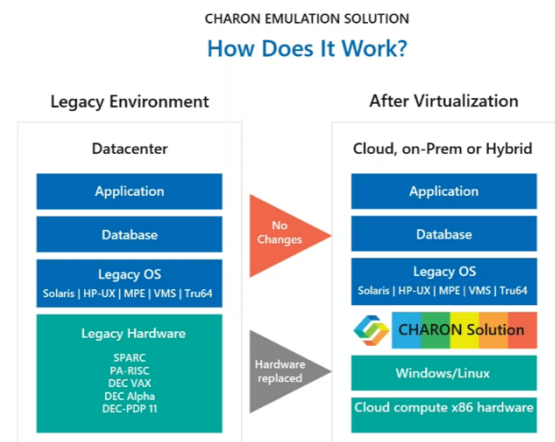 CHARON EMULATION SOLUTION
How Does It Work?
Legacy Environment
Datacenter
Application
Database
Legacy OS
Solaris | HP-UX | MPE | VMS | Tru64
Legacy Hardware
SPARC
PA-RISC
DEC VAX
DEC Alpha
DEC-PDP 11
No
Changes
Hardware
replaced
After Virtualization
Cloud, on-Prem or Hybrid
Application
Database
Legacy OS
Solaris | HP-UX | MPE | VMS | Tru64
CHARON Solution
Windows/Linux
Cloud compute x86 hardware